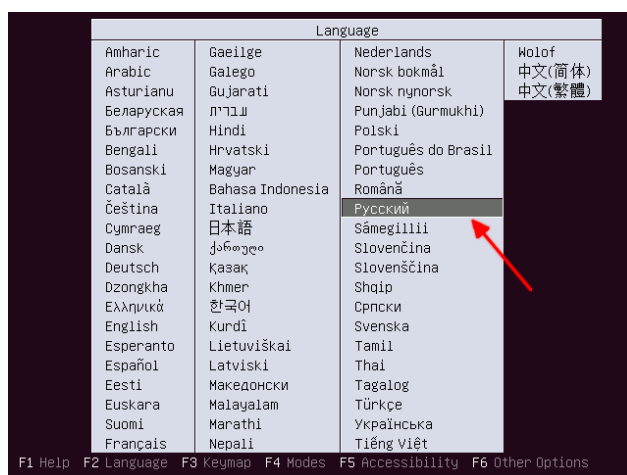 Language
Amharic
Arabic
Asturianu
Беларуская
Български
Bengali
Bosanski
Català
Čeština
Cymraeg
Dansk
Deutsch
Dzongkha
Ελληνικά
English
Esperanto
Español
Eesti
Euskara
Suomi
Français
Gaeilge
Galego
Gujarati
עברית
Hindi
Hrvatski
Magyar
Bahasa Indonesia
Italiano
日本語
ქართული
Қазақ
Khmer
한국어
Kurdî
Lietuviškai
Latviski
Македонски
Malayalam
Marathi
Nepali
Nederlands
Norsk bokmål
Norsk nynorsk
Punjabi (Gurmukhi)
Polski
Português do Brasil
Português
Română
Русский
Sámegillii
Slovenčina
Slovenščina
Shqip
Српски
Svenska
Tamil
Thai
Tagalog
Türkçe
Українська
Tiếng Việt
Wolof
中文(简体)
中文(繁體)
F1 Help F2 Language F3 Keymap F4 Modes F5 Accessibility F6 Other Options